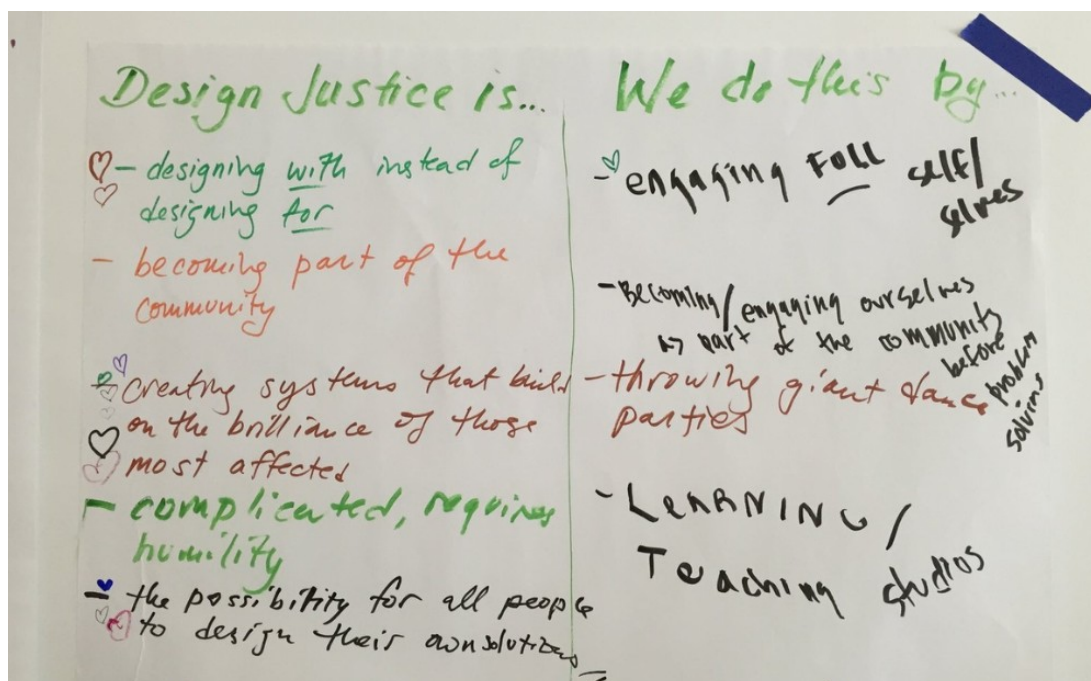 Design Justice is...
- designing with instead of
designing for
- becoming part of the
community
- creating systems that build
on the brilliance of those
most affected
- complicated, requires
humility
- the possibility for all people
to design their own solutions
We do this by...
- engaging FULL self/
selves
- Becoming/engaging ourselves
as part of the community
before
problem
solving
- throwing giant dance
parties
- LeARNING/
Teaching studios